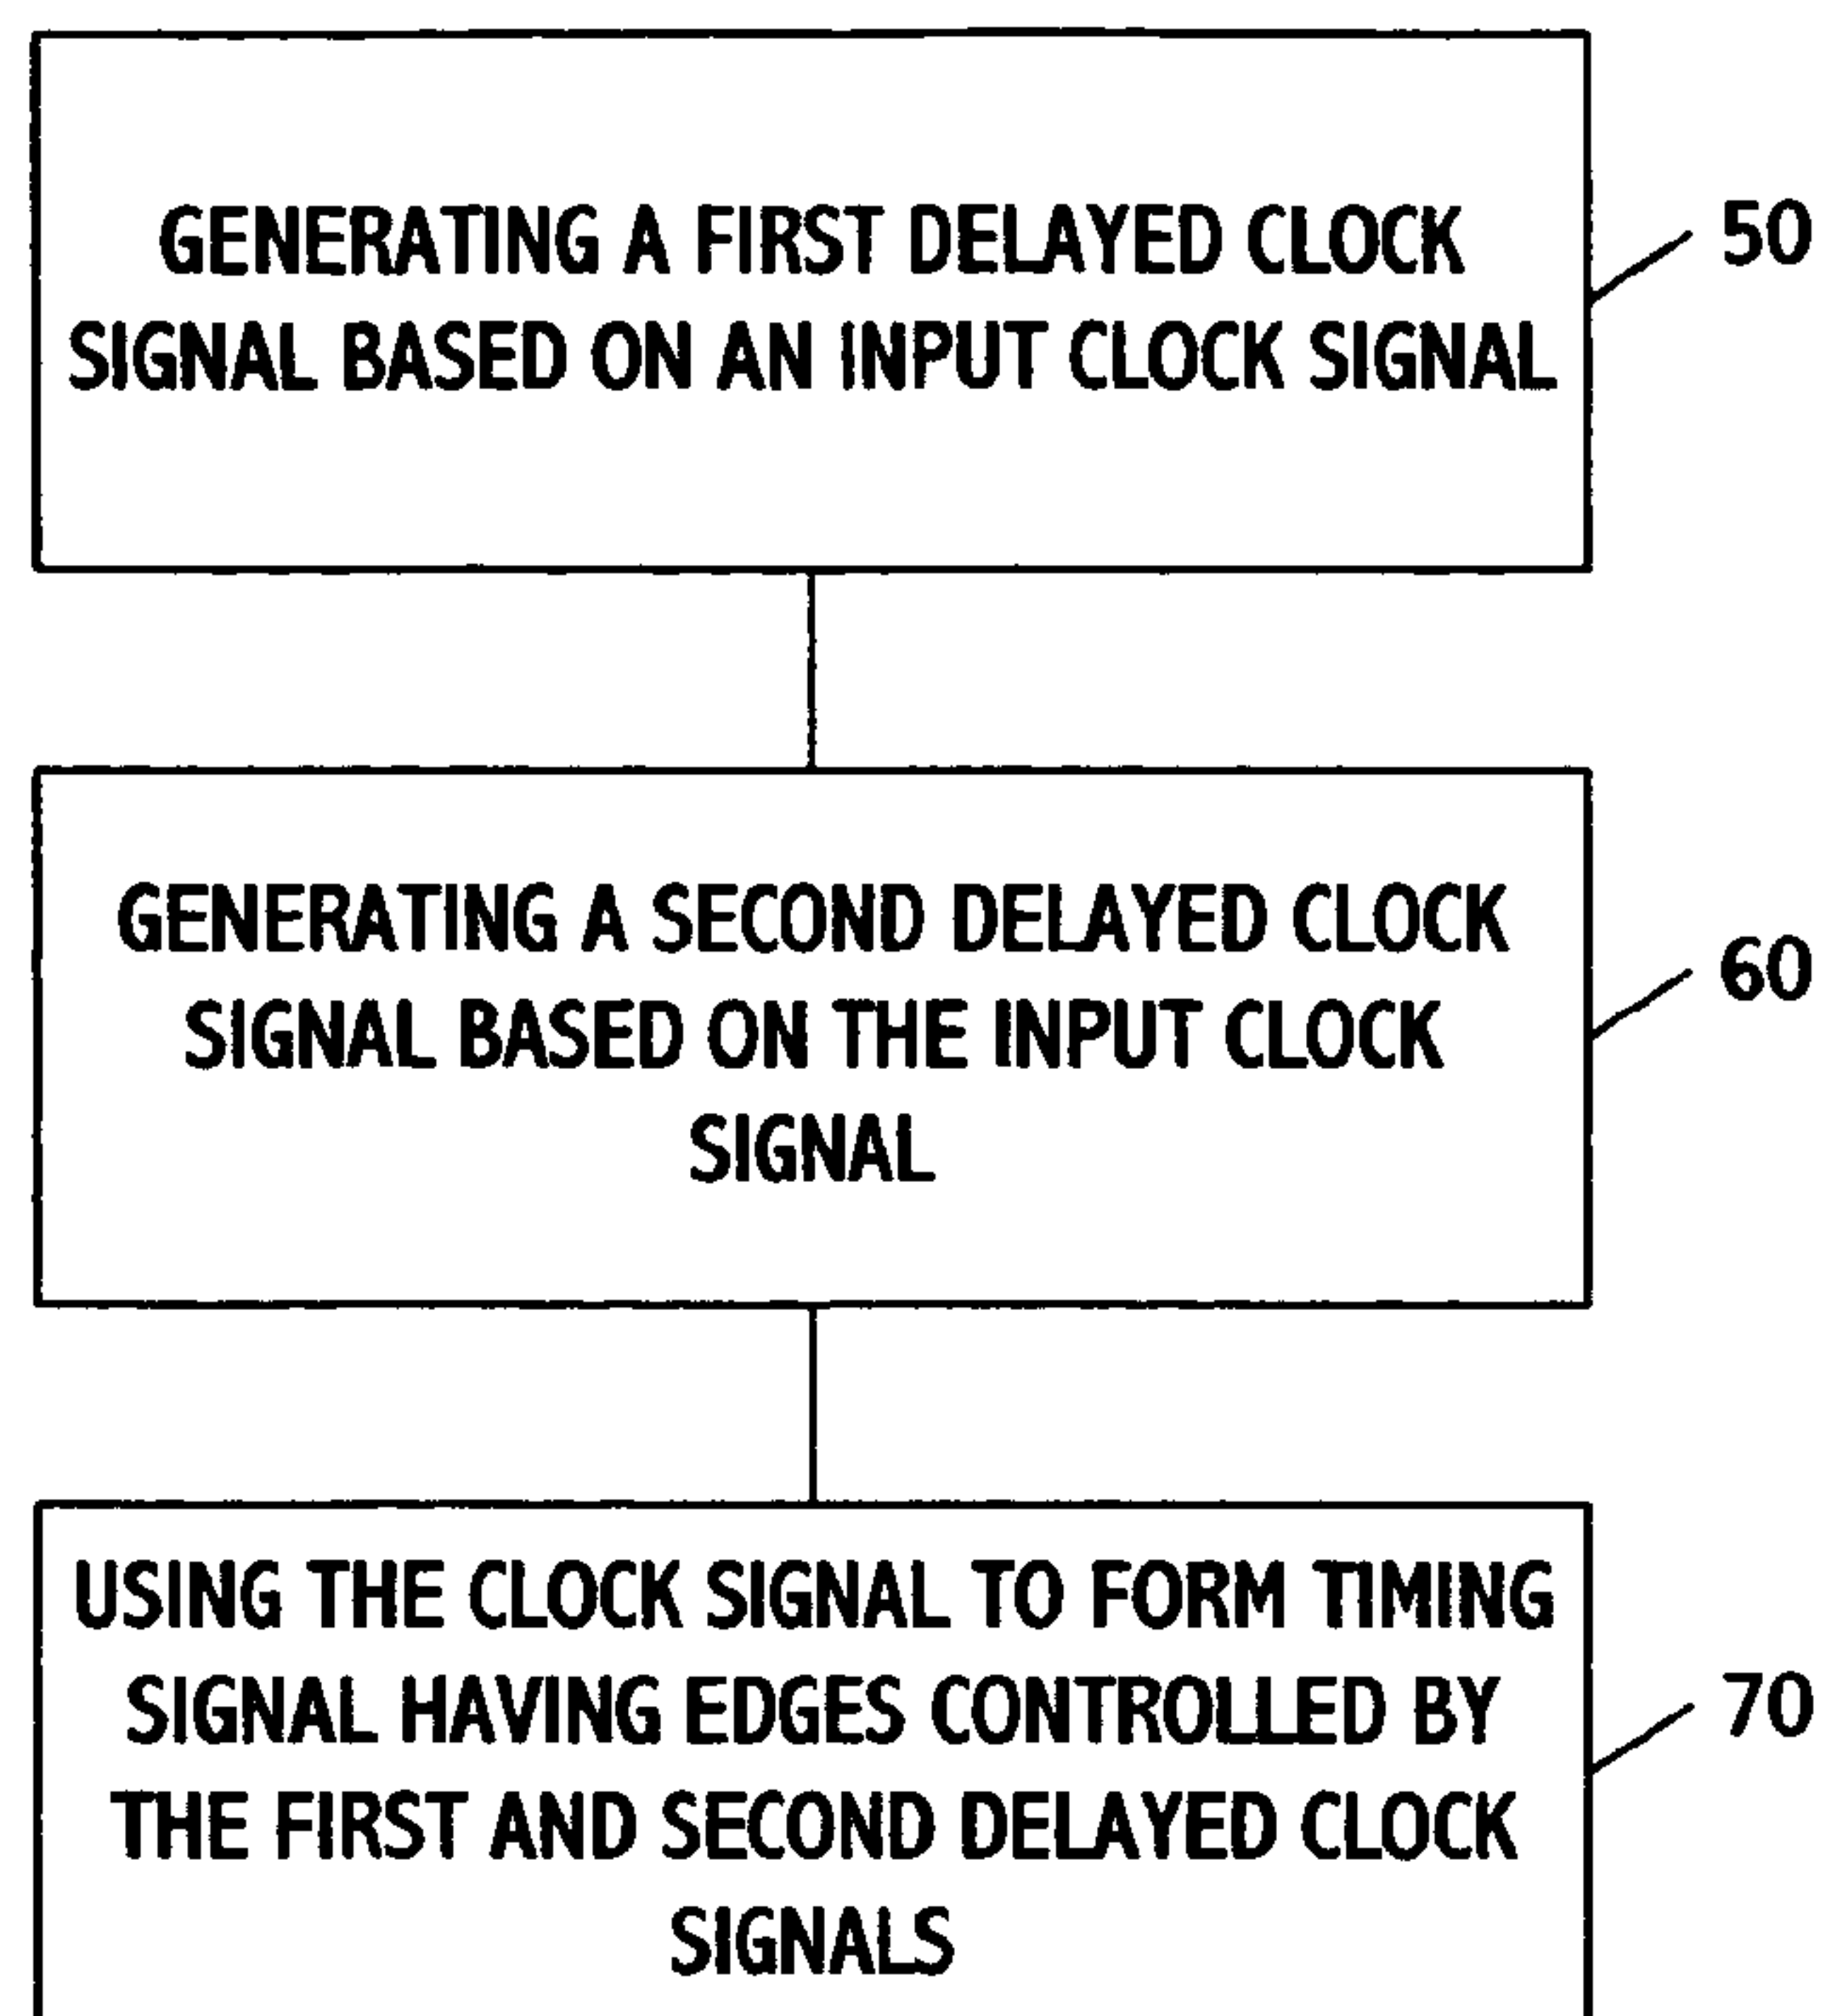 GENERATING A FIRST DELAYED CLOCK
SIGNAL BASED ON AN INPUT CLOCK SIGNAL
50
GENERATING A SECOND DELAYED CLOCK
SIGNAL BASED ON THE INPUT CLOCK
SIGNAL
60
USING THE CLOCK SIGNAL TO FORM TIMING
SIGNAL HAVING EDGES CONTROLLED BY
THE FIRST AND SECOND DELAYED CLOCK
SIGNALS
70